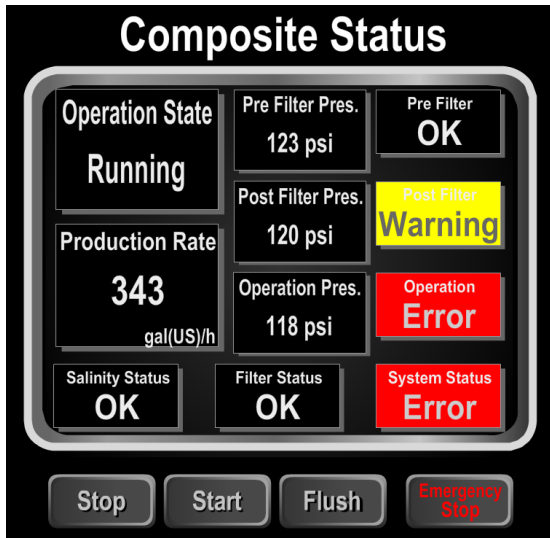 Composite Status
Operation State
Running
Production Rate
343
gal(US)/h
Pre Filter Pres.
123 psi
Post Filter Pres.
120 psi
Operation Pres.
118 psi
Pre Filter
OK
Post Filter
Warning
Operation
Error
Salinity Status
OK
Filter Status
OK
System Status
Error
Stop
Start
Flush
Emergency
Stop